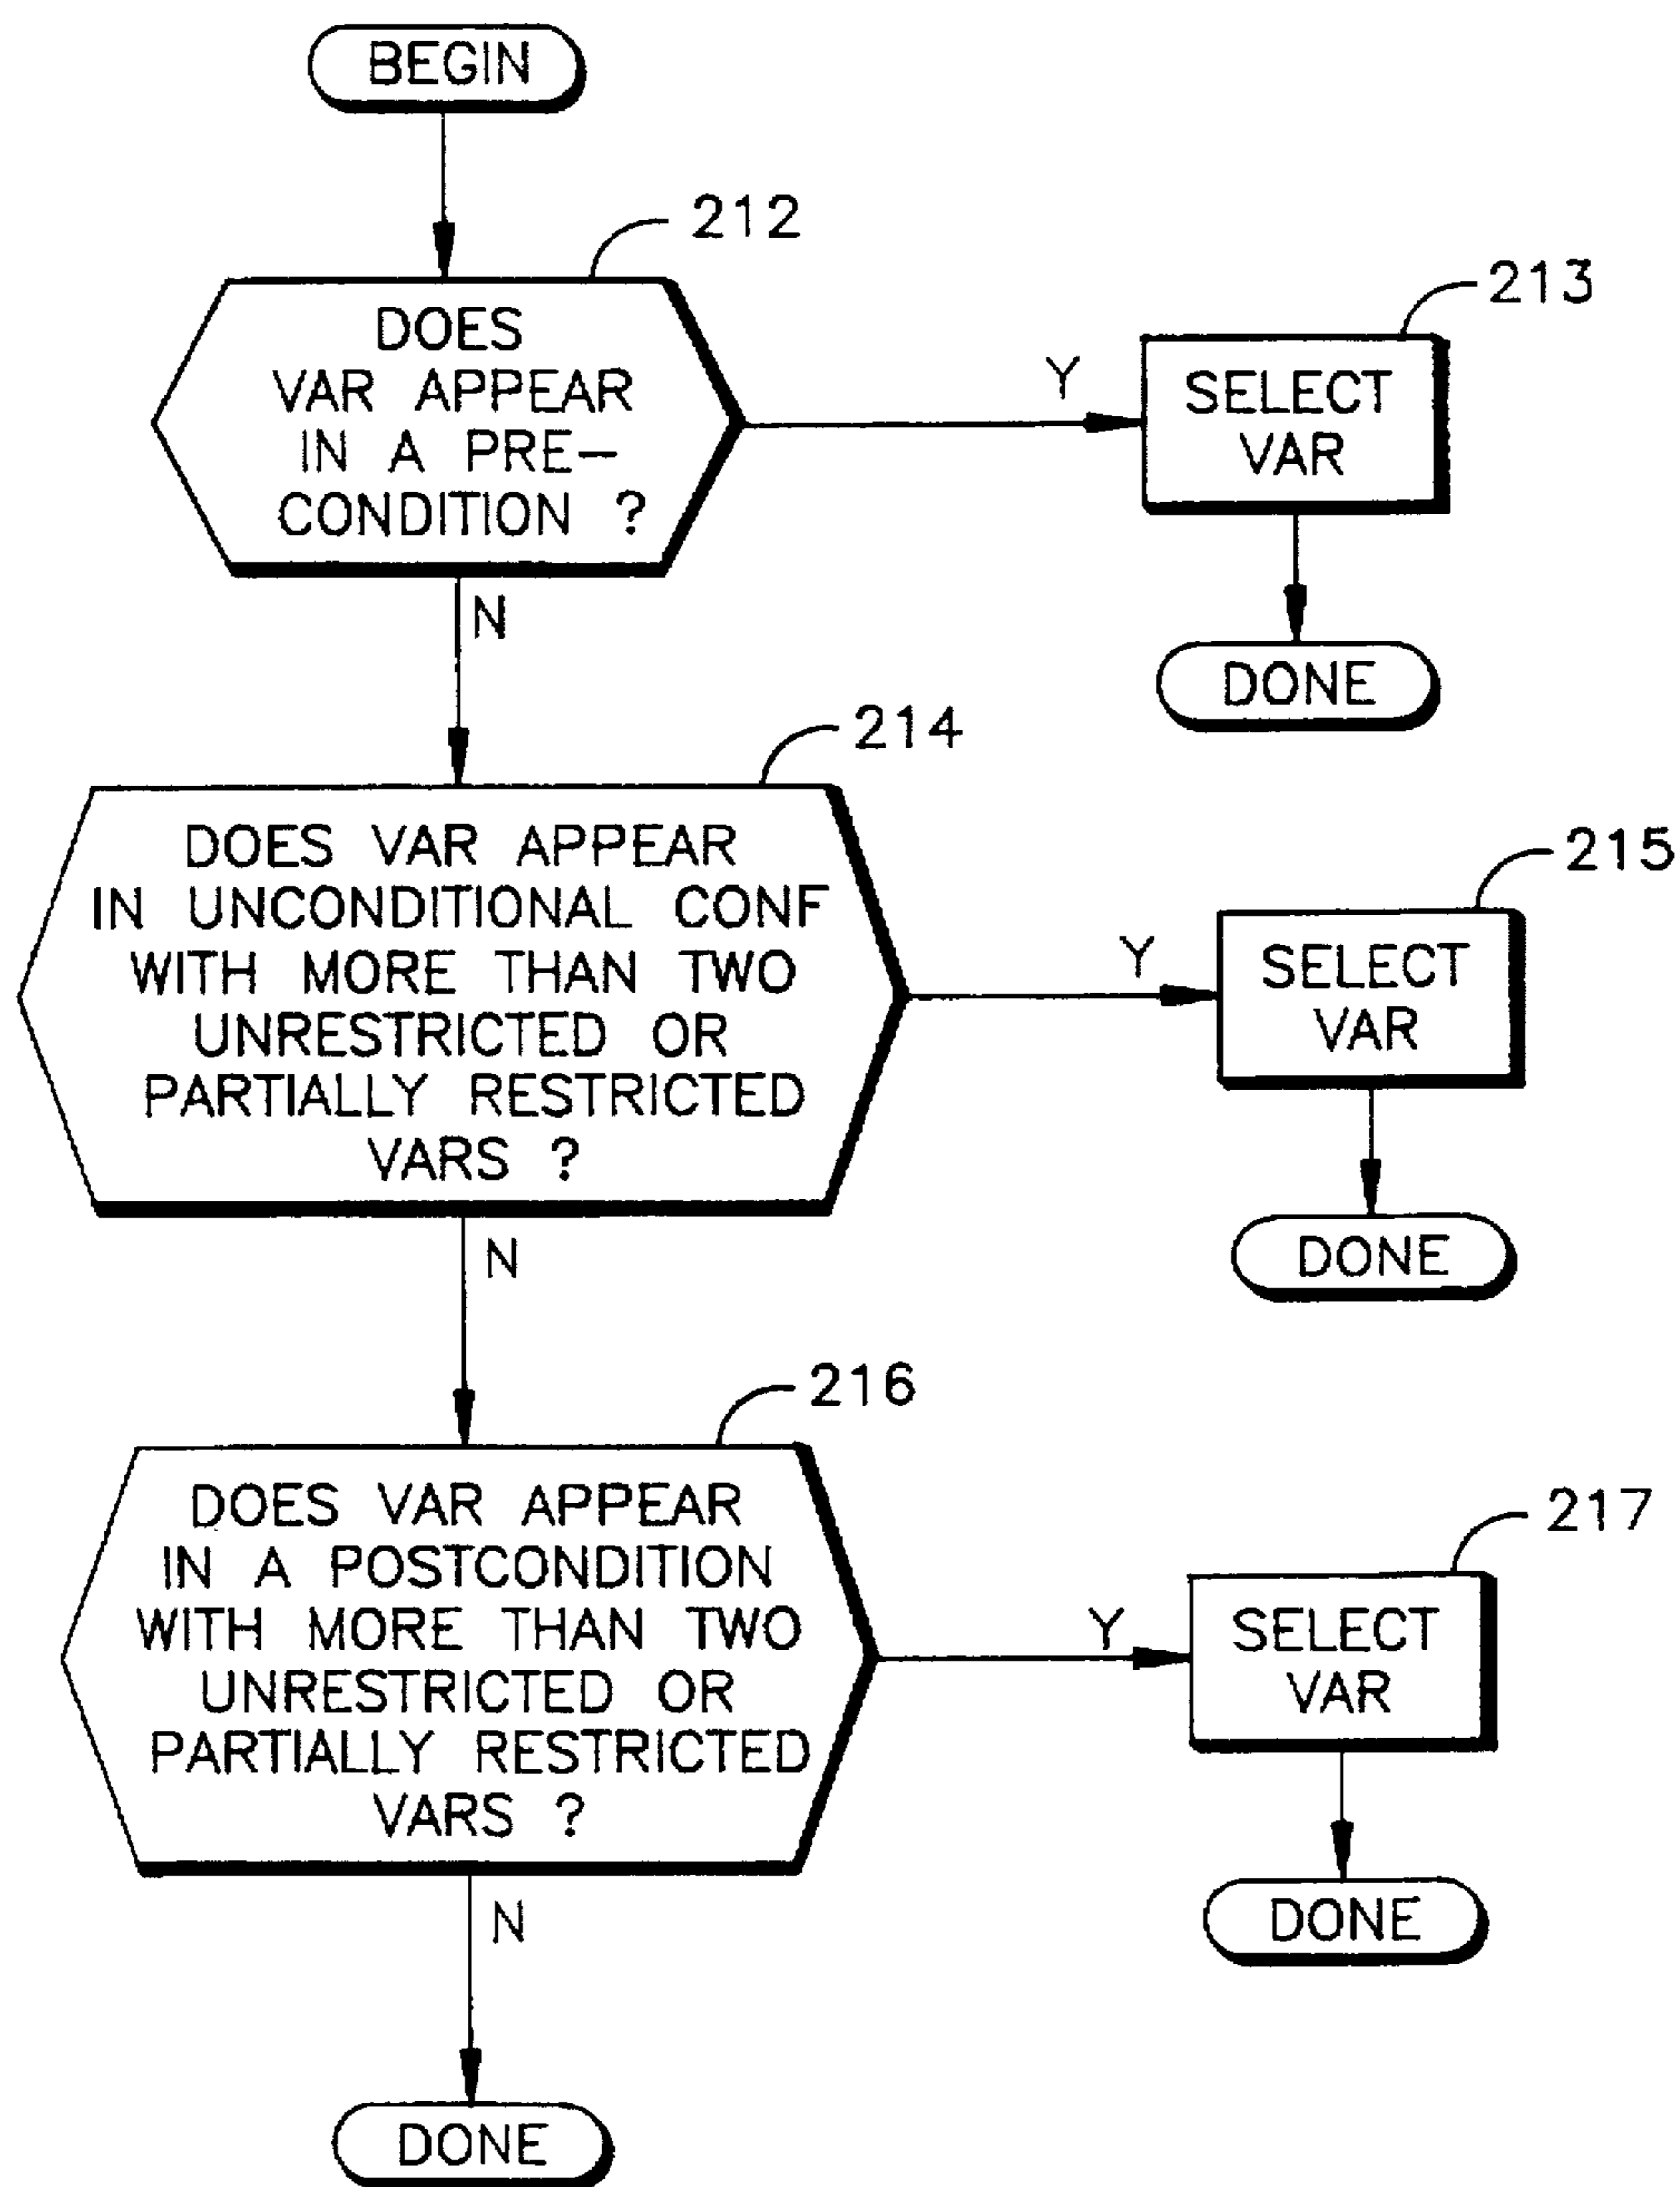 BEGIN
212
DOES
VAR APPEAR
IN A PRE-
CONDITION ?
Y
213
SELECT
VAR
DONE
N
214
DOES VAR APPEAR
IN UNCONDITIONAL CONF
WITH MORE THAN TWO
UNRESTRICTED OR
PARTIALLY RESTRICTED
VARS ?
Y
215
SELECT
VAR
DONE
N
216
DOES VAR APPEAR
IN A POSTCONDITION
WITH MORE THAN TWO
UNRESTRICTED OR
PARTIALLY RESTRICTED
VARS ?
Y
217
SELECT
VAR
DONE
N
DONE